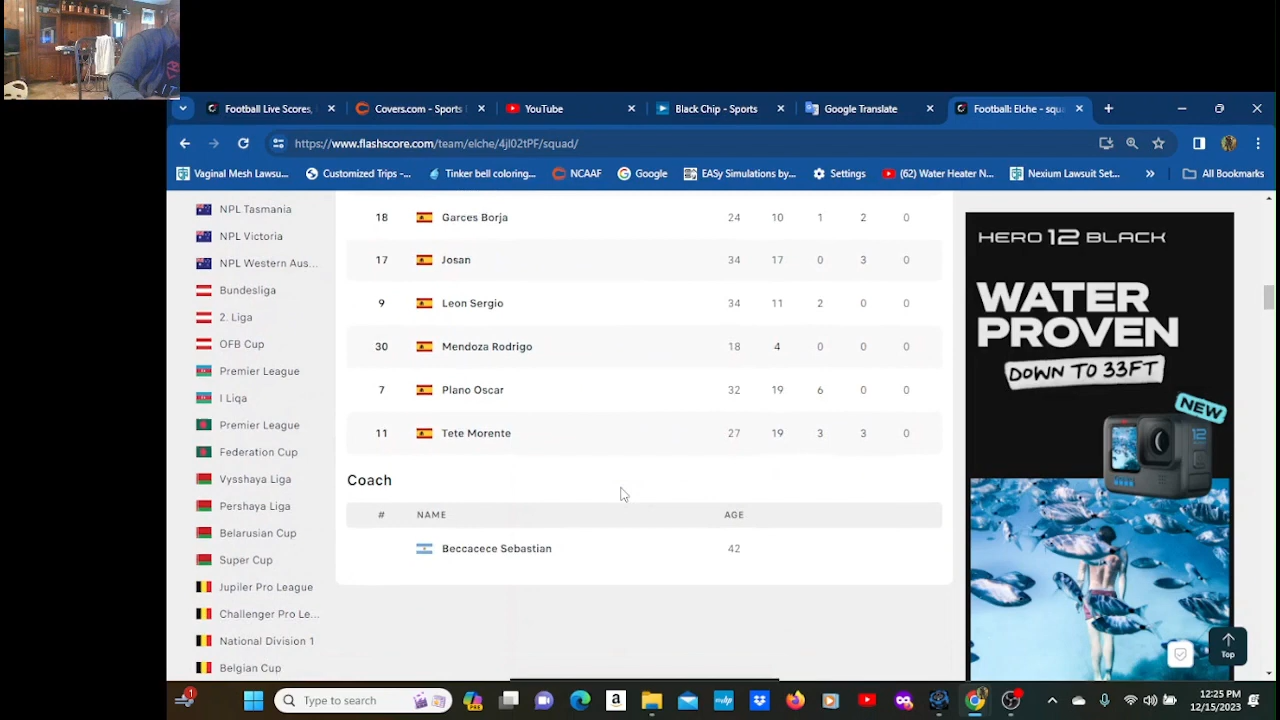 Football Live Scores,
Covers.com - Sports
YouTube
Black Chip - Sports
Google Translate
Football: Elche - squa
https://www.flashscore.com/team/elche/4jl02tPF/squad/
Vaginal Mesh Lawsu...
Customized Trips -...
Tinker bell coloring...
NCAAF
Google
EASy Simulations by...
Settings
(62) Water Heater N...
Nexium Lawsuit Set...
All Bookmarks
NPL Tasmania
NPL Victoria
NPL Western Aus...
Bundesliga
2. Liga
OFB Cup
Premier League
I Liqa
Premier League
Federation Cup
Vysshaya Liga
Pershaya Liga
Belarusian Cup
Super Cup
Jupiler Pro League
Challenger Pro Le...
National Division 1
Belgian Cup
18 Garces Borja 24 10 1 2 0
17 Josan 34 17 0 3 0
9 Leon Sergio 34 11 2 0 0
30 Mendoza Rodrigo 18 4 0 0 0
7 Plano Oscar 32 19 6 0 0
11 Tete Morente 27 19 3 3 0
Coach
# NAME AGE
Beccacece Sebastian 42
HERO 12 BLACK
WATER
PROVEN
DOWN TO 33FT
NEW
12
Top
1
Type to search
12:25 PM
12/15/2023